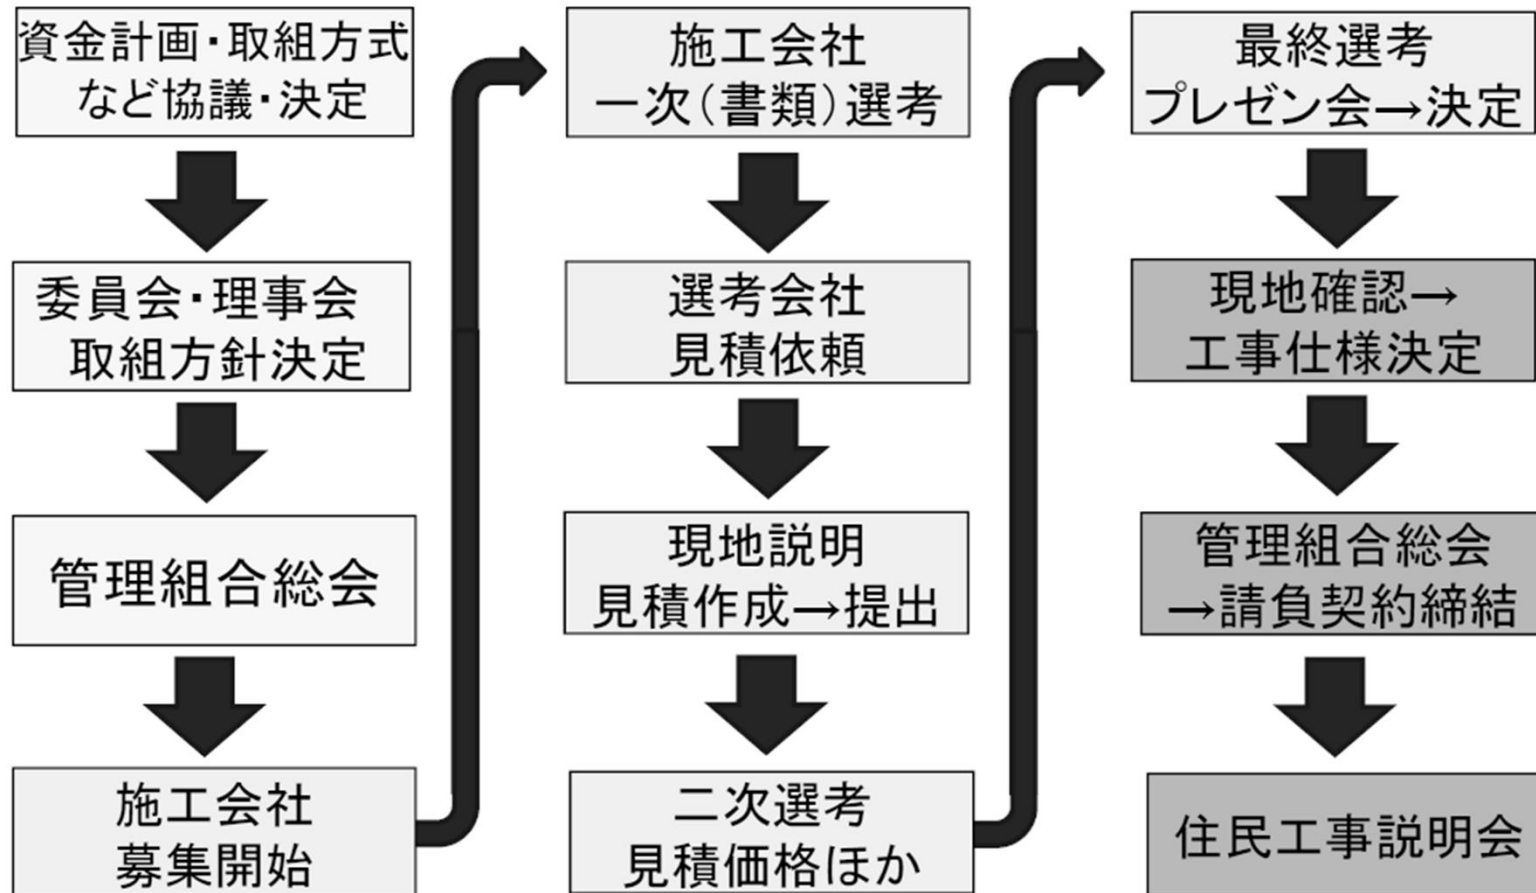 資金計画・取組方式
など協議・決定
委員会・理事会
取組方針決定
管理組合総会
施工会社
募集開始
施工会社
一次(書類)選考
選考会社
見積依頼
現地説明
見積作成→提出
二次選考
見積価格ほか
最終選考
プレゼン会→決定
現地確認→
工事仕様決定
管理組合総会
→請負契約締結
住民工事説明会